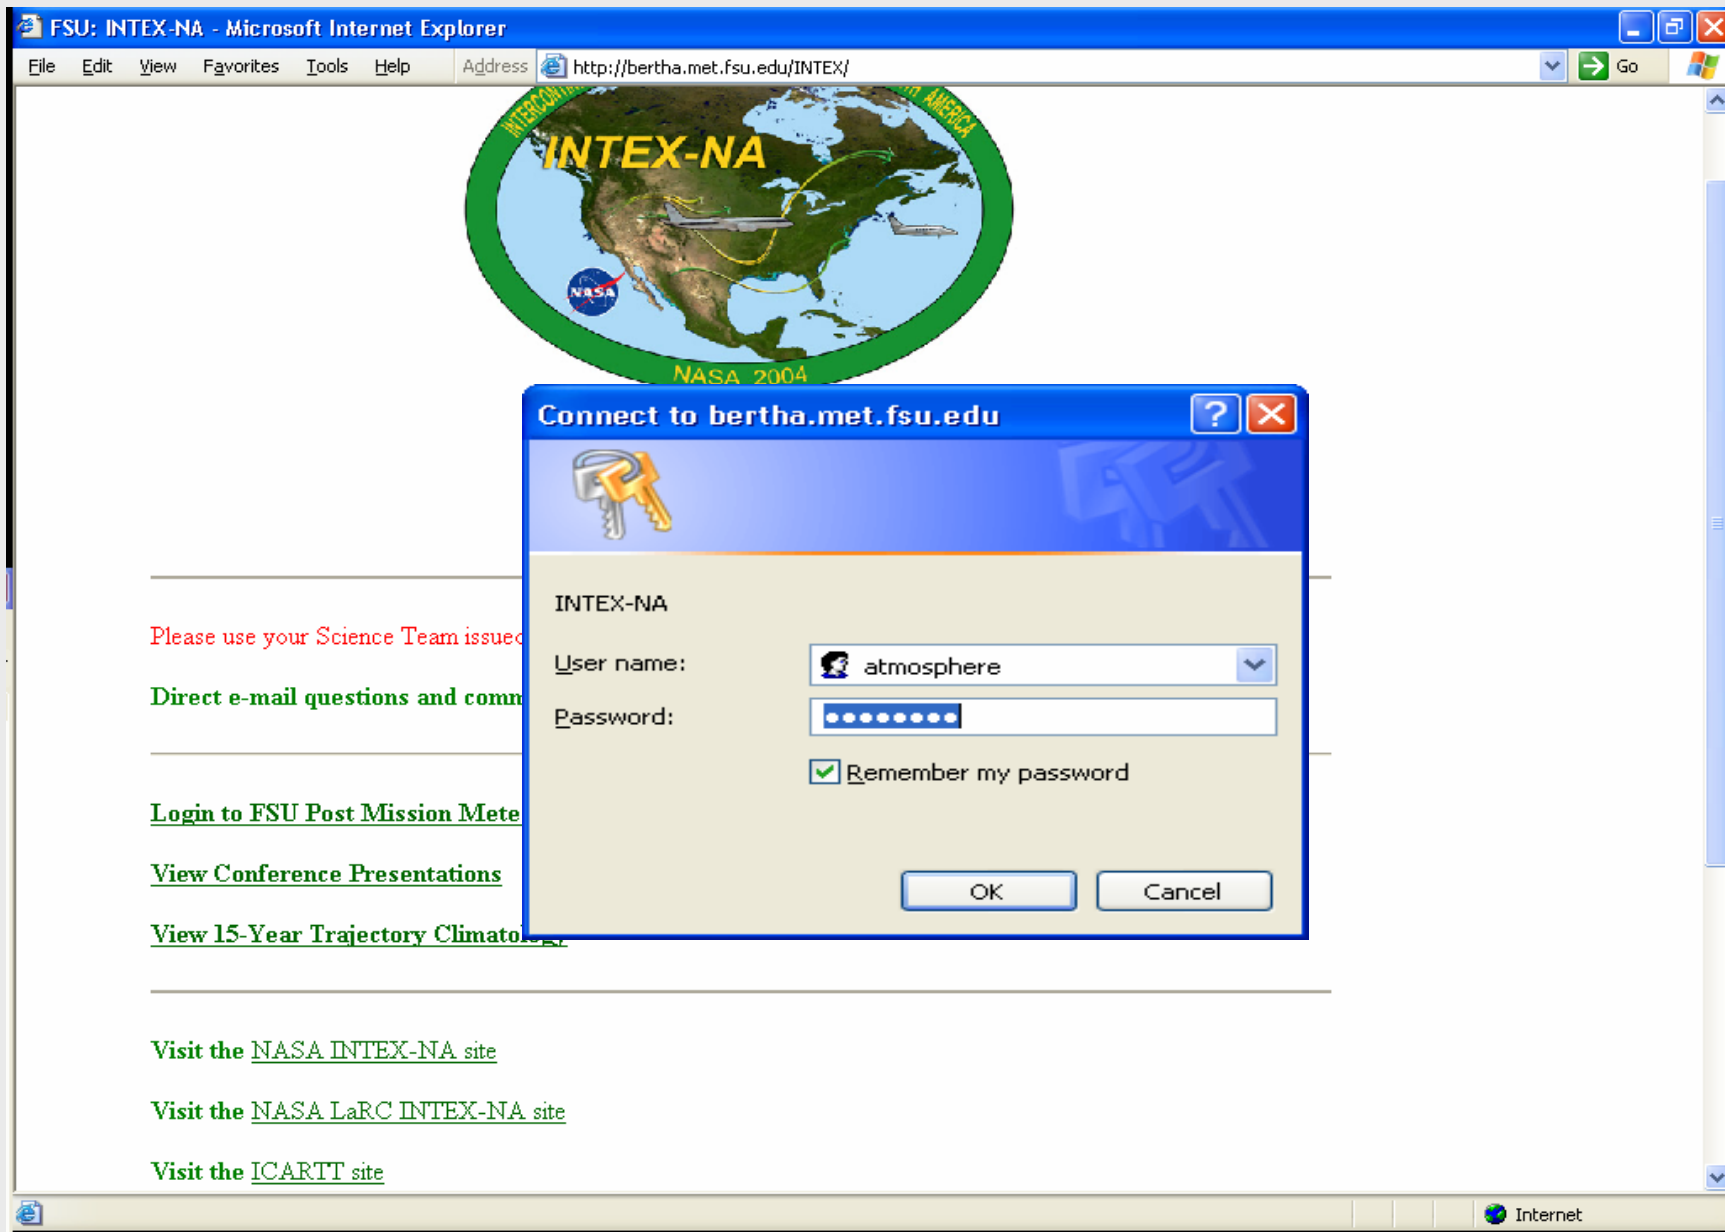 FSU: INTEX-NA - Microsoft Internet Explorer
File Edit View Favorites Tools Help Address http://bertha.met.fsu.edu/INTEX/ Go
AMERICA
INTEX-NA
NASA
NASA 2004
Connect to bertha.met.fsu.edu
INTEX-NA
Please use your Science Team issued
User name: atmosphere
Direct e-mail questions and comm
Password: ••••••••
Remember my password
Login to FSU Post Mission Mete
View Conference Presentations
OK Cancel
View 15-Year Trajectory Climatology
Visit the NASA INTEX-NA site
Visit the NASA LaRC INTEX-NA site
Visit the ICARTT site
Internet